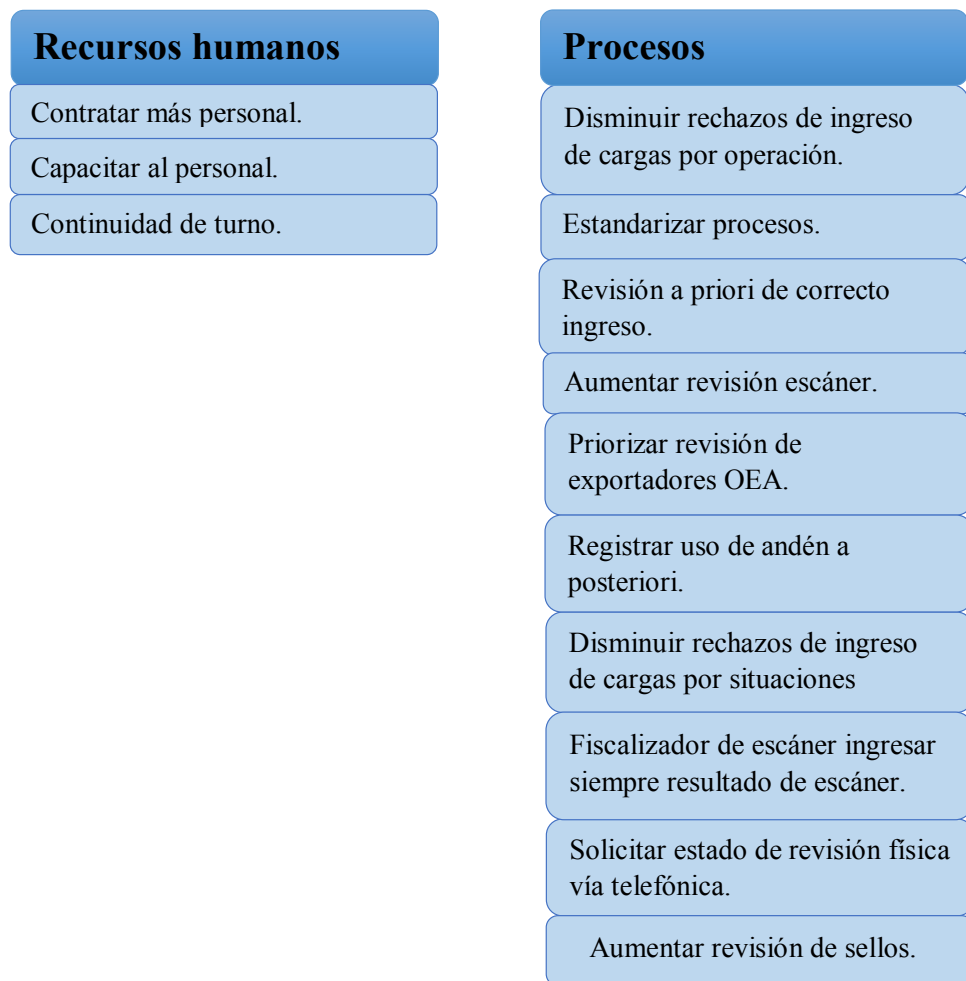 Recursos humanos
Contratar más personal.
Capacitar al personal.
Continuidad de turno.
Procesos
Disminuir rechazos de ingreso
de cargas por operación.
Estandarizar procesos.
Revisión a priori de correcto
ingreso.
Aumentar revisión escáner.
Priorizar revisión de
exportadores OEA.
Registrar uso de andén a
posteriori.
Disminuir rechazos de ingreso
de cargas por situaciones
Fiscalizador de escáner ingresar
siempre resultado de escáner.
Solicitar estado de revisión física
vía telefónica.
Aumentar revisión de sellos.